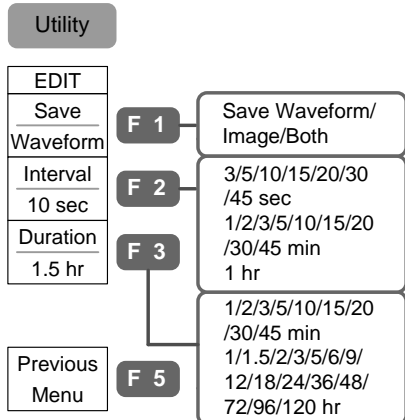 Utility
EDIT
Save
Waveform
F 1
Save Waveform/
Image/Both
Interval
10 sec
F 2
3/5/10/15/20/30
/45 sec
1/2/3/5/10/15/20
/30/45 min
1 hr
Duration
1.5 hr
F 3
1/2/3/5/10/15/20
/30/45 min
1/1.5/2/3/5/6/9/
12/18/24/36/48/
72/96/120 hr
Previous
Menu
F 5